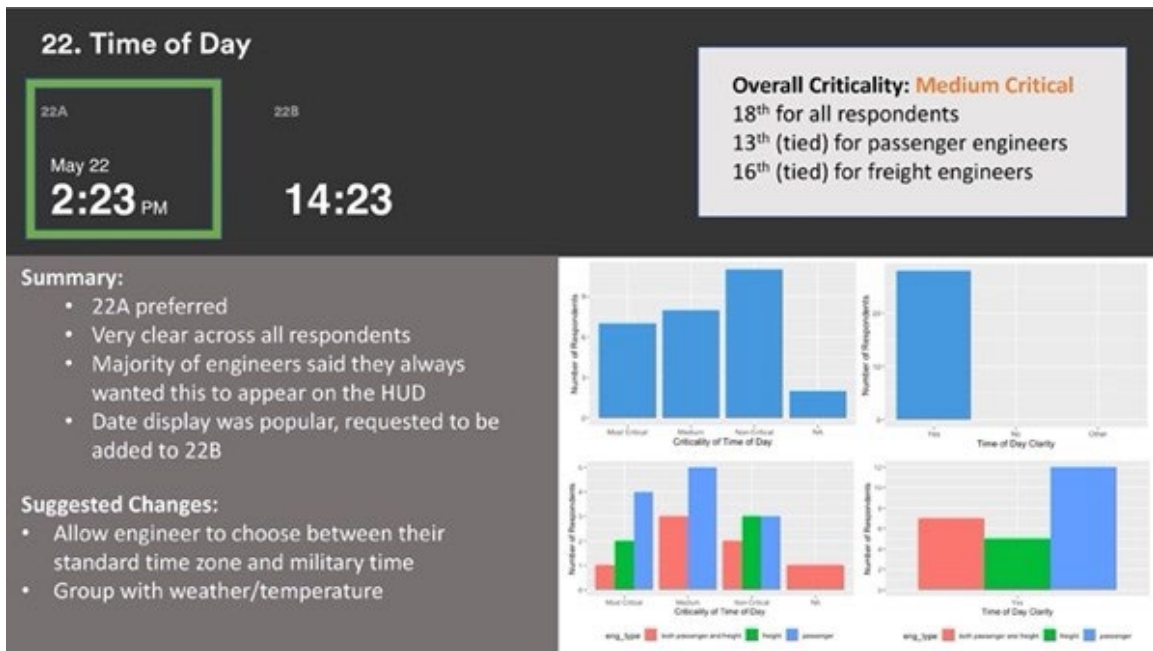 22. Time of Day
22A
May 22
2:23 PM
22B
14:23
Overall Criticality: Medium Critical
18th for all respondents
13th (tied) for passenger engineers
16th (tied) for freight engineers
Summary:
• 22A preferred
• Very clear across all respondents
• Majority of engineers said they always
wanted this to appear on the HUD
• Date display was popular, requested to be
added to 22B
Suggested Changes:
• Allow engineer to choose between their
standard time zone and military time
• Group with weather/temperature
Number of Respondents
Most Critical Medium Non-Critical NA
Criticality of Time of Day
Number of Respondents
Yes No Other
Time of Day Clarity
Number of Respondents
Most Critical Medium Non-Critical NA
Criticality of Time of Day
eng_type both passenger and freight freight passenger
Number of Respondents
Yes
Time of Day Clarity
eng_type both passenger and freight freight passenger